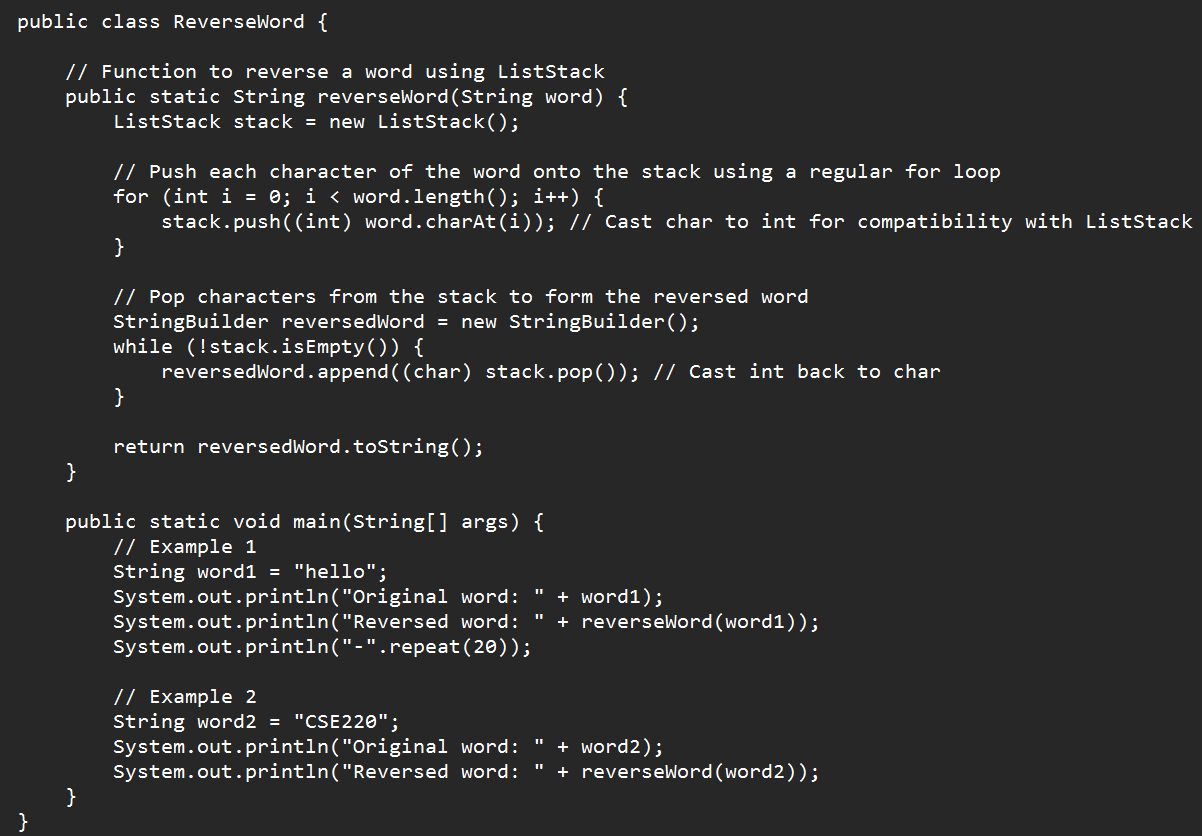 public class ReverseWord {
// Function to reverse a word using ListStack
public static String reverseWord(String word) {
ListStack stack = new ListStack();
// Push each character of the word onto the stack using a regular for loop
for (int i = 0; i < word.length(); i++) {
stack.push((int) word.charAt(i)); // Cast char to int for compatibility with ListStack
}
// Pop characters from the stack to form the reversed word
StringBuilder reversedWord = new StringBuilder();
while (!stack.isEmpty()) {
reversedWord.append((char) stack.pop()); // Cast int back to char
}
return reversedWord.toString();
}
public static void main(String[] args) {
// Example 1
String word1 = "hello";
System.out.println("Original word: " + word1);
System.out.println("Reversed word: " + reverseWord(word1));
System.out.println("-".repeat(20));
// Example 2
String word2 = "CSE220";
System.out.println("Original word: " + word2);
System.out.println("Reversed word: " + reverseWord(word2));
}
}